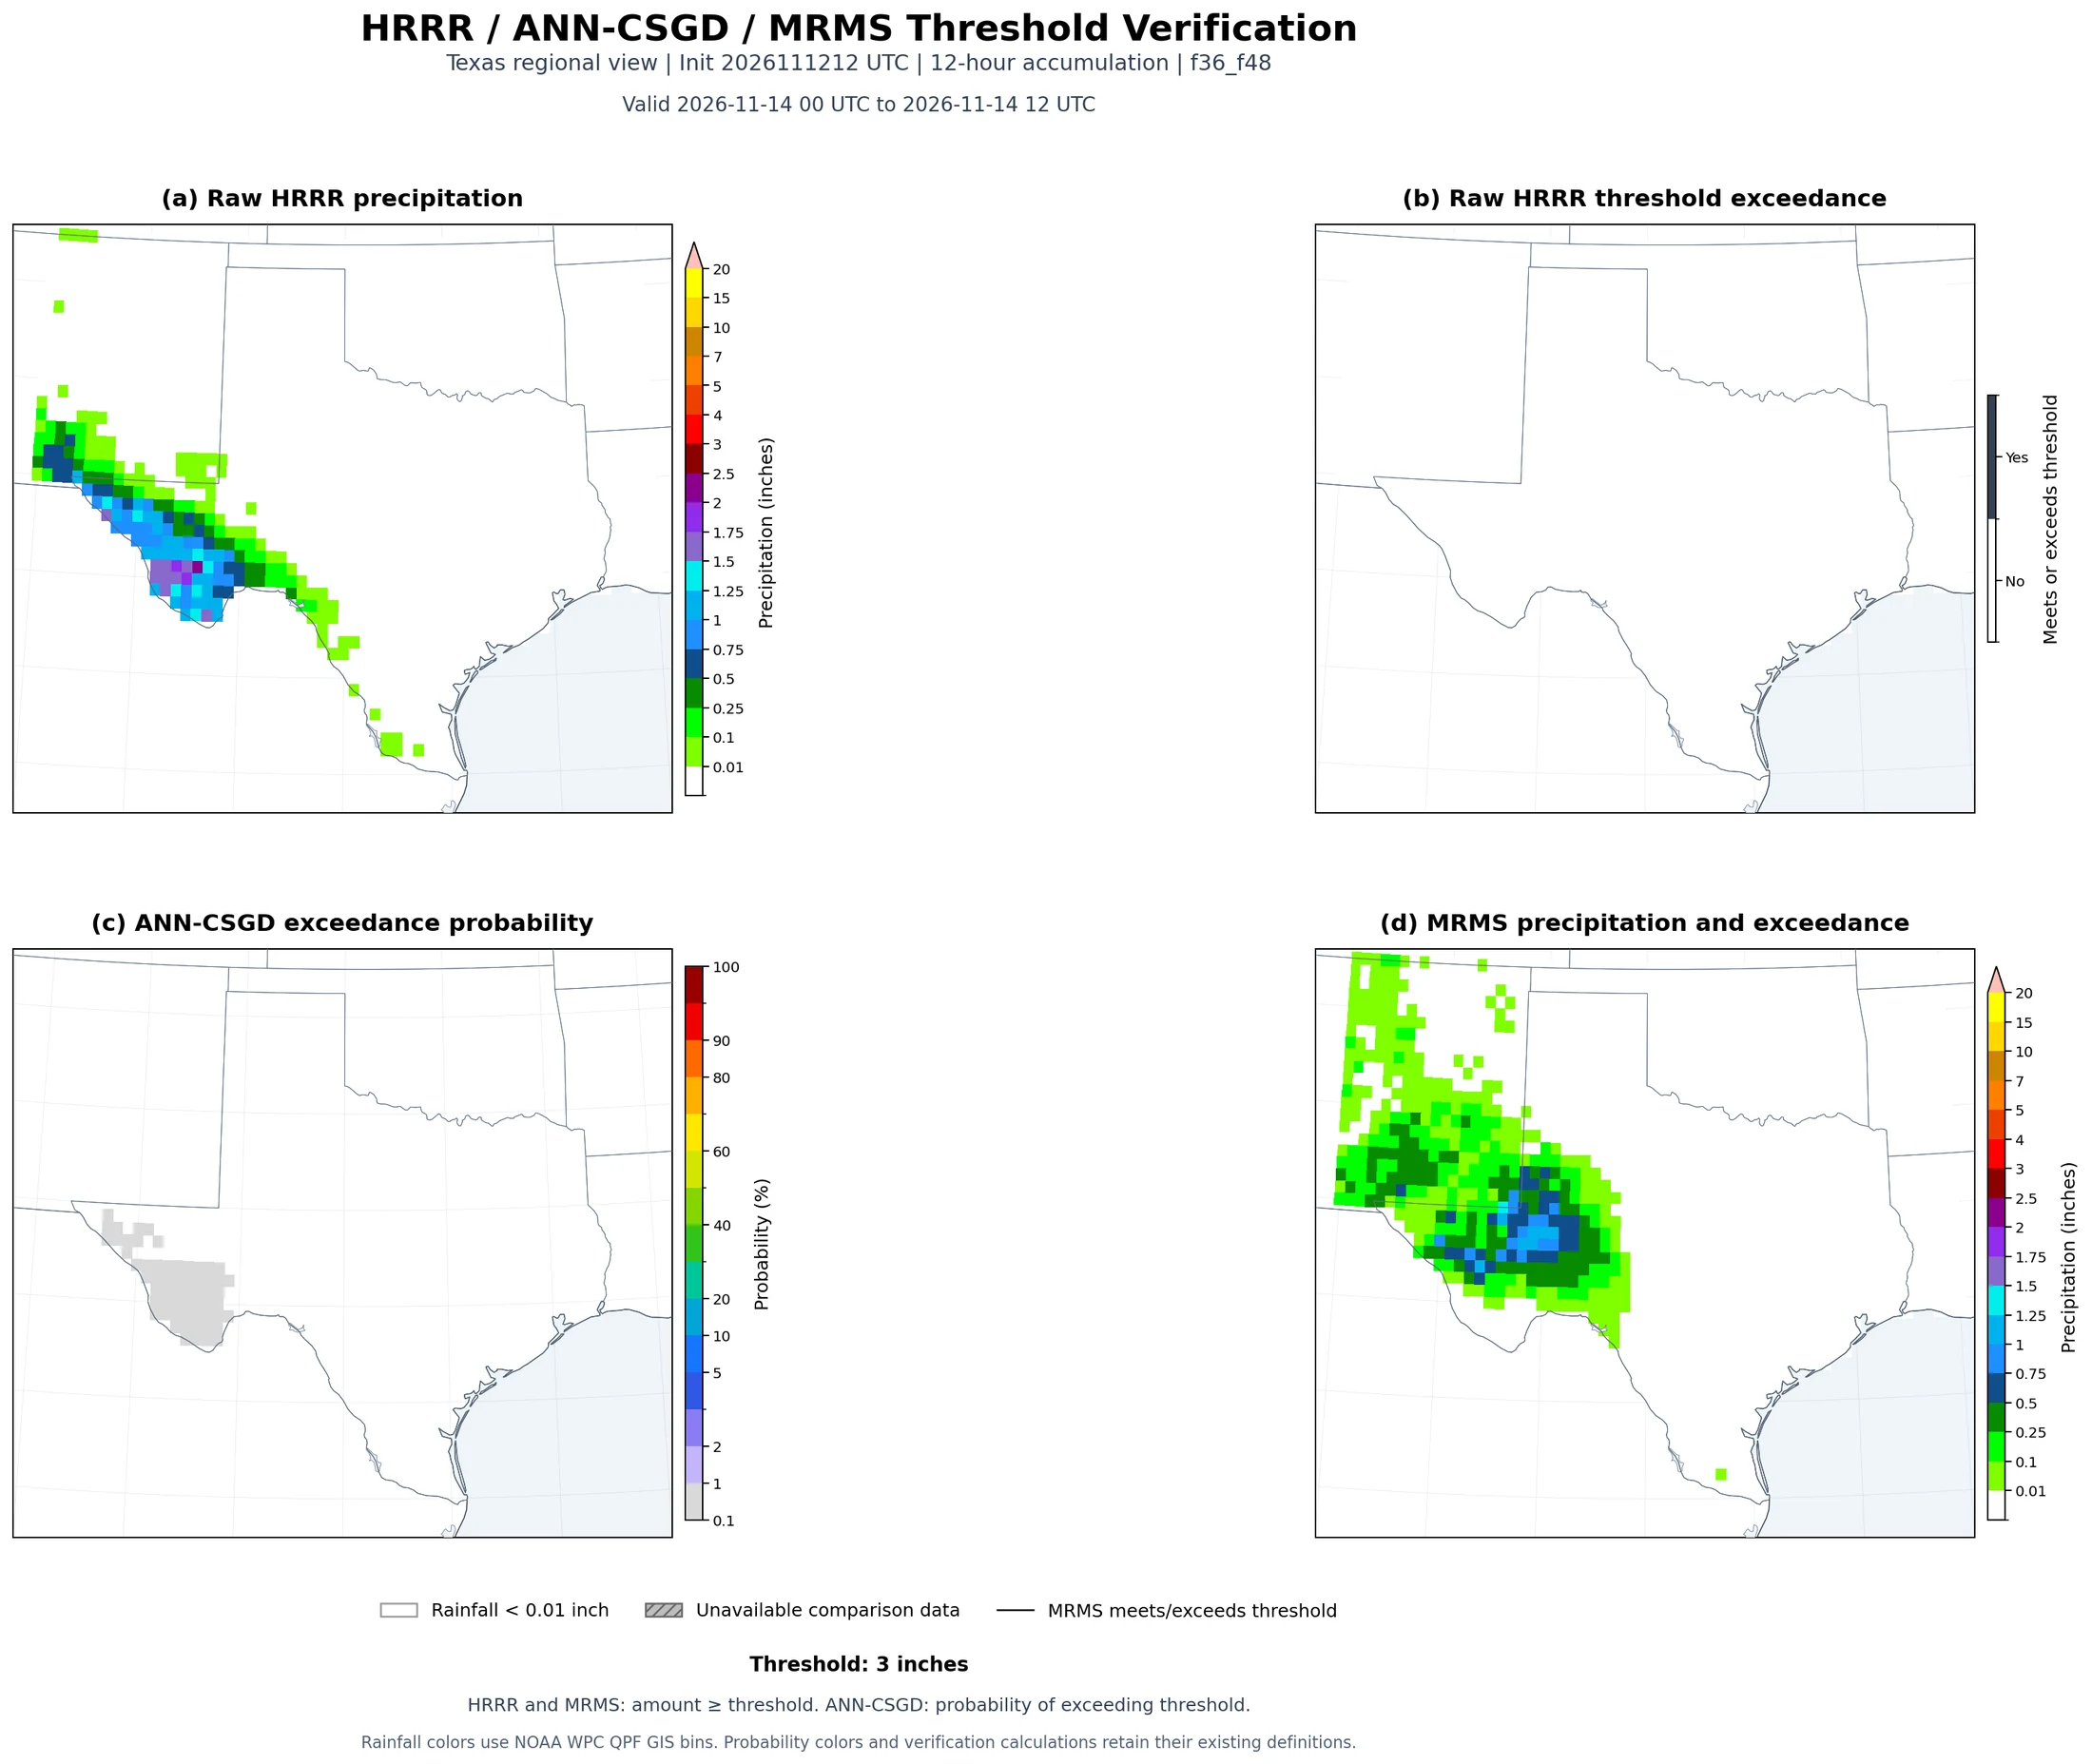 HRRR / ANN-CSGD / MRMS Threshold Verification
Texas regional view | Init 2026111212 UTC | 12-hour accumulation | f36_f48
Valid 2026-11-14 00 UTC to 2026-11-14 12 UTC
(a) Raw HRRR precipitation
20
15
10
7
5
4
3
2.5
2
1.75
1.5
1.25
1
0.75
0.5
0.25
0.1
0.01
Precipitation (inches)
(b) Raw HRRR threshold exceedance
Yes
No
Meets or exceeds threshold
(c) ANN-CSGD exceedance probability
100
90
80
60
40
20
10
5
2
1
0.1
Probability (%)
(d) MRMS precipitation and exceedance
20
15
10
7
5
4
3
2.5
2
1.75
1.5
1.25
1
0.75
0.5
0.25
0.1
0.01
Precipitation (inches)
Rainfall < 0.01 inch
Unavailable comparison data
MRMS meets/exceeds threshold
Threshold: 3 inches
HRRR and MRMS: amount ≥ threshold. ANN-CSGD: probability of exceeding threshold.
Rainfall colors use NOAA WPC QPF GIS bins. Probability colors and verification calculations retain their existing definitions.